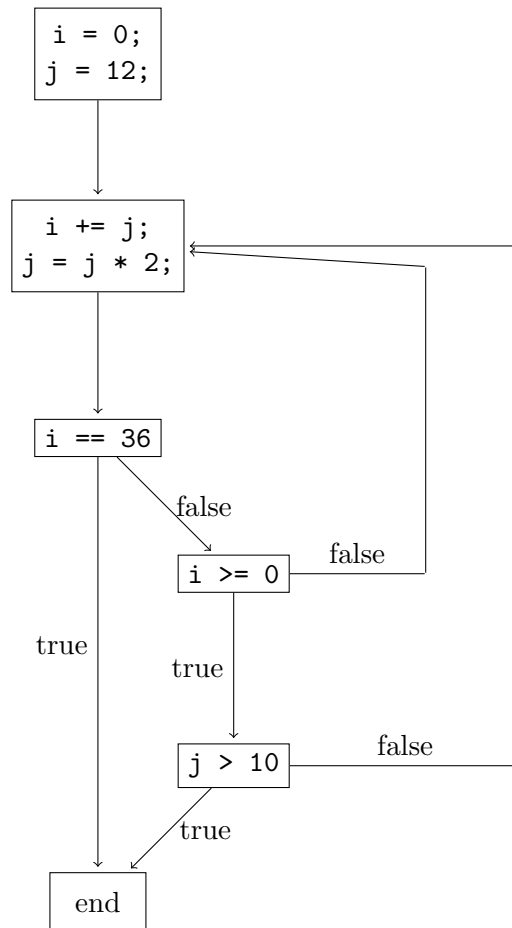 i = 0;
j = 12;
i += j;
j = j * 2;
i == 36
false
i >= 0
false
true
true
j > 10
false
true
end